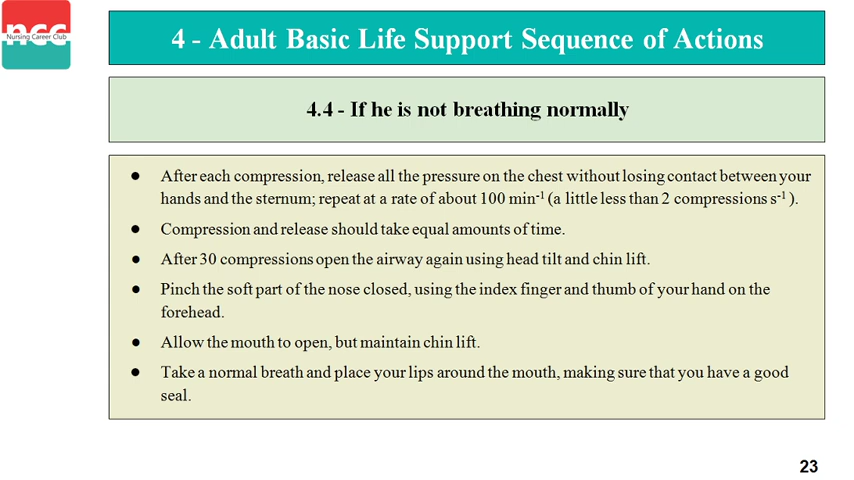 ncc
Nursing Career Club
4 - Adult Basic Life Support Sequence of Actions
4.4 - If he is not breathing normally
● After each compression, release all the pressure on the chest without losing contact between your
hands and the sternum; repeat at a rate of about 100 min-1 (a little less than 2 compressions s-1 ).
● Compression and release should take equal amounts of time.
● After 30 compressions open the airway again using head tilt and chin lift.
● Pinch the soft part of the nose closed, using the index finger and thumb of your hand on the
forehead.
● Allow the mouth to open, but maintain chin lift.
● Take a normal breath and place your lips around the mouth, making sure that you have a good
seal.
23